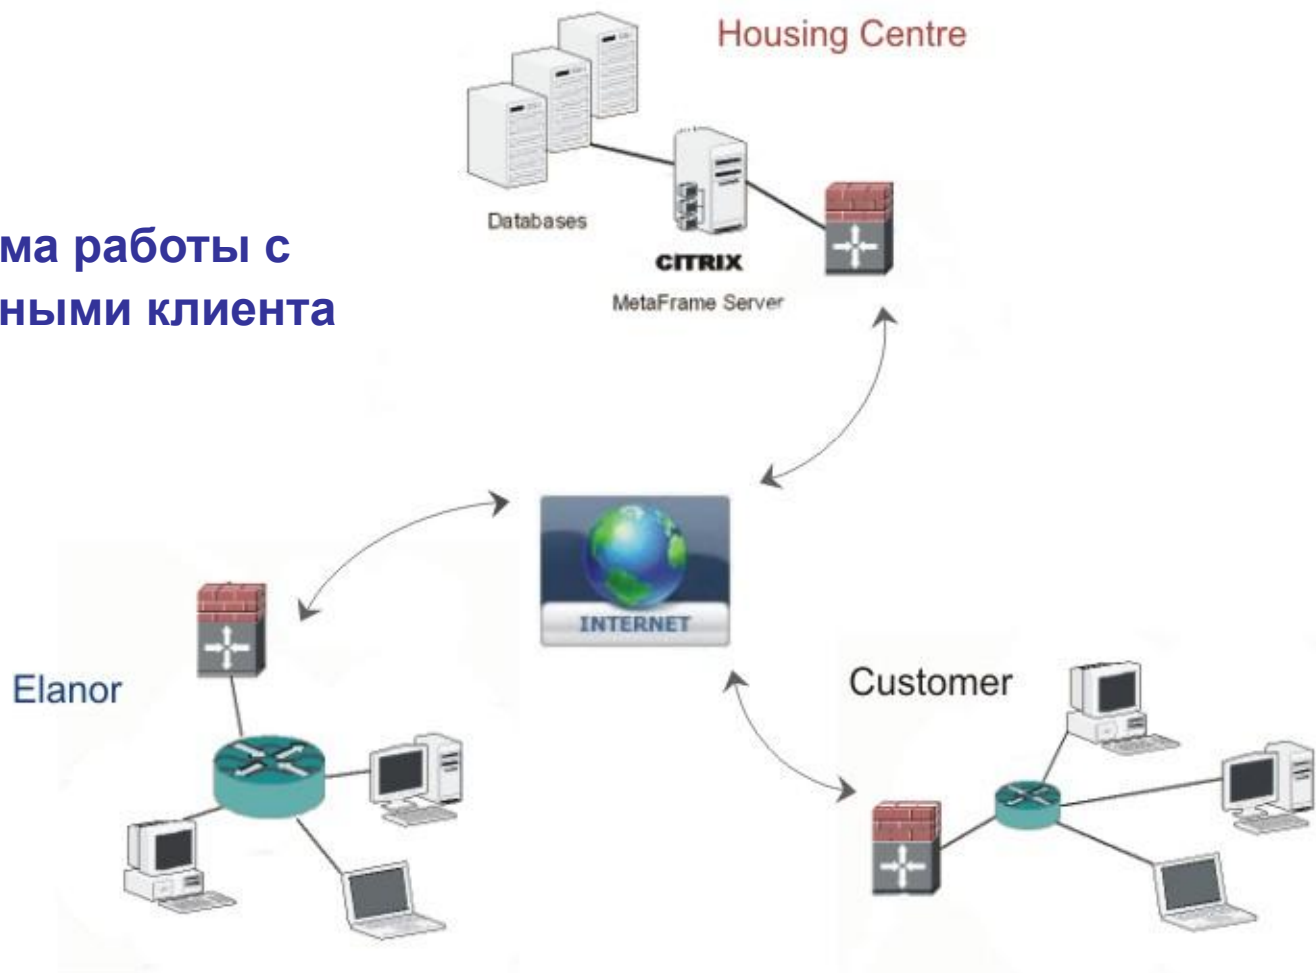 Housing Centre
Databases
CITRIX
MetaFrame Server
ма работы с
ными клиента
INTERNET
Elanor
Customer